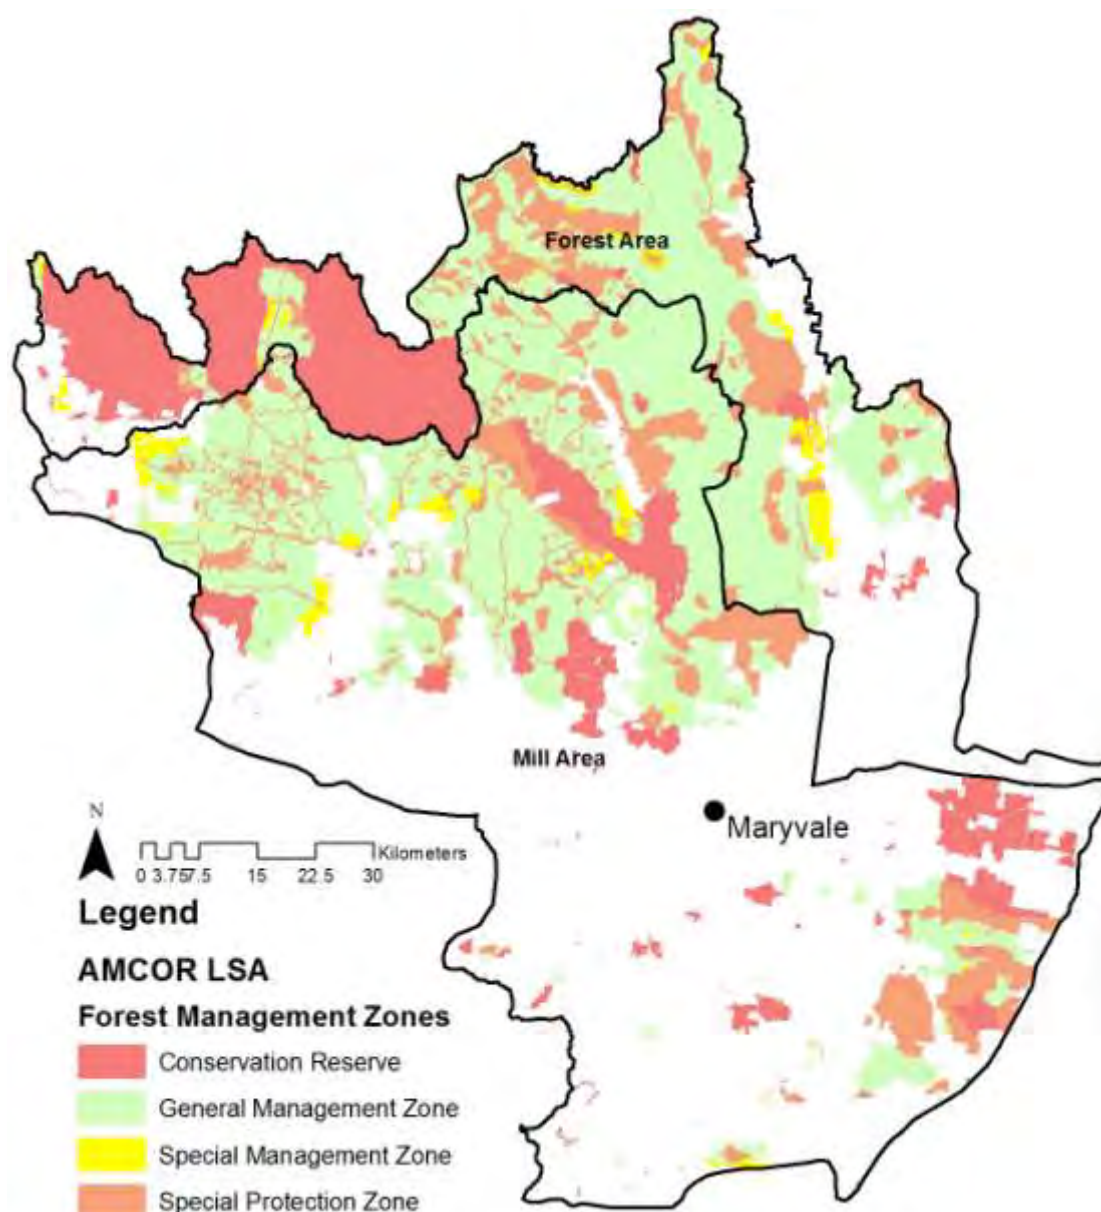 Forest Area
Mill Area
Maryvale
N
Kilometers
0 3.757.5 15 22.5 30
Legend
AMCOR LSA
Forest Management Zones
Conservation Reserve
General Management Zone
Special Management Zone
Special Protection Zone